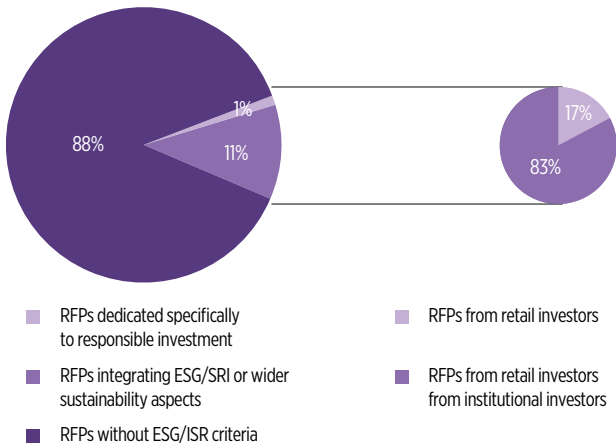 1%
88%
11%
17%
83%
RFPs dedicated specifically
to responsible investment
RFPs integrating ESG/SRI or wider
sustainability aspects
RFPs without ESG/ISR criteria
RFPs from retail investors
RFPs from retail investors
from institutional investors